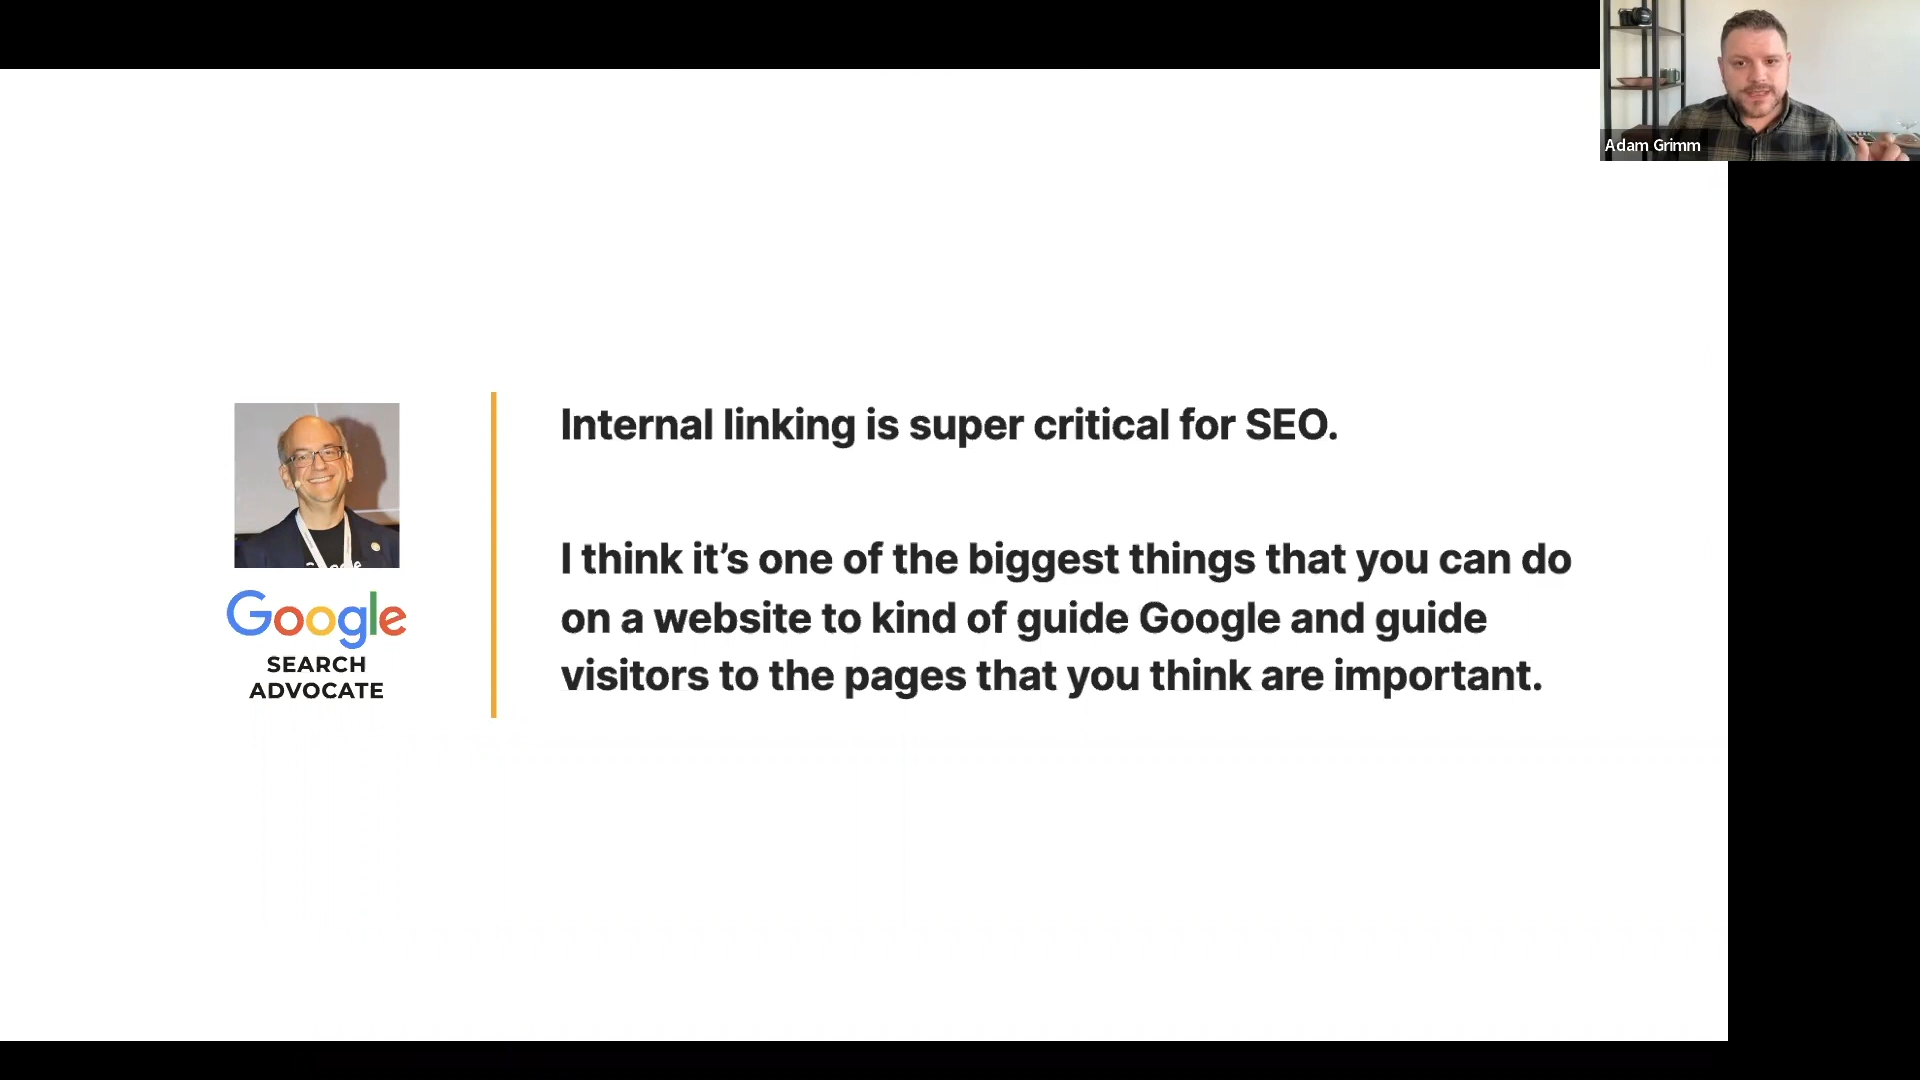 Adam Grimm
Internal linking is super critical for SEO.
I think it’s one of the biggest things that you can do
on a website to kind of guide Google and guide
visitors to the pages that you think are important.
Google
SEARCH
ADVOCATE